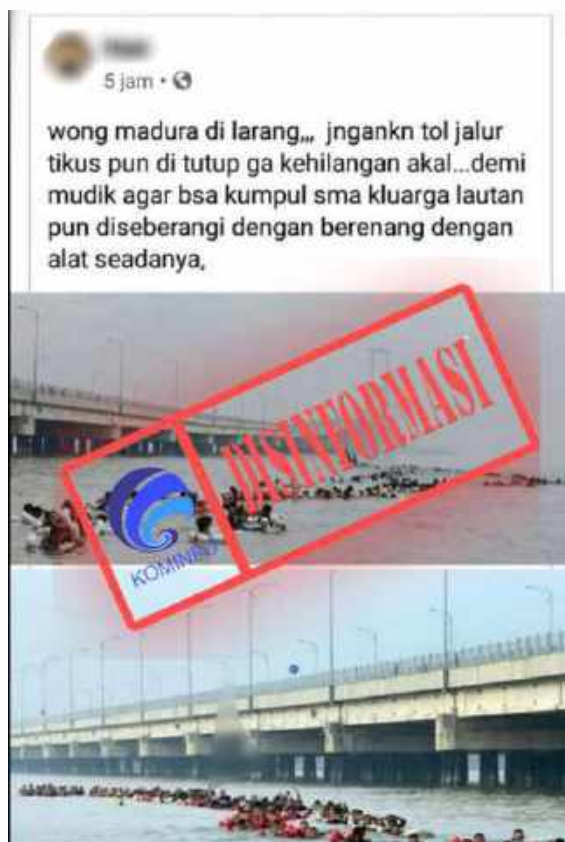 5 jam •
wong madura di larang,,, jngankn tol jalur
tikus pun di tutup ga kehilangan akal...demi
mudik agar bsa kumpul sma kluarga lautan
pun diseberangi dengan berenang dengan
alat seadanya,
DISINFORMASI
KOMINFO